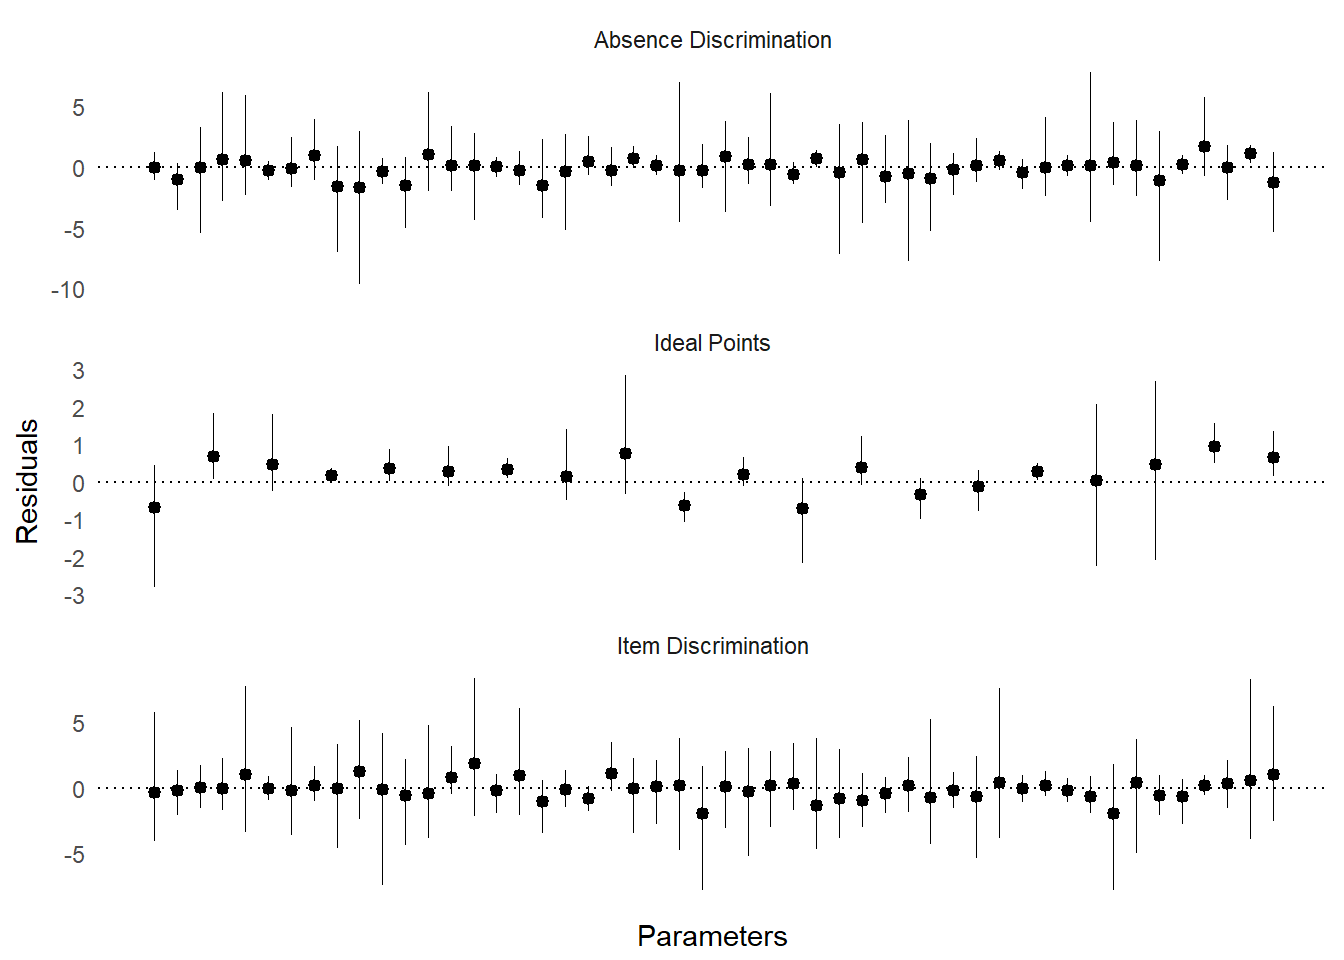 Absence Discrimination
5
0
-5
-10
Ideal Points
3
2
1
0
-1
-2
-3
Residuals
Item Discrimination
5
0
-5
Parameters